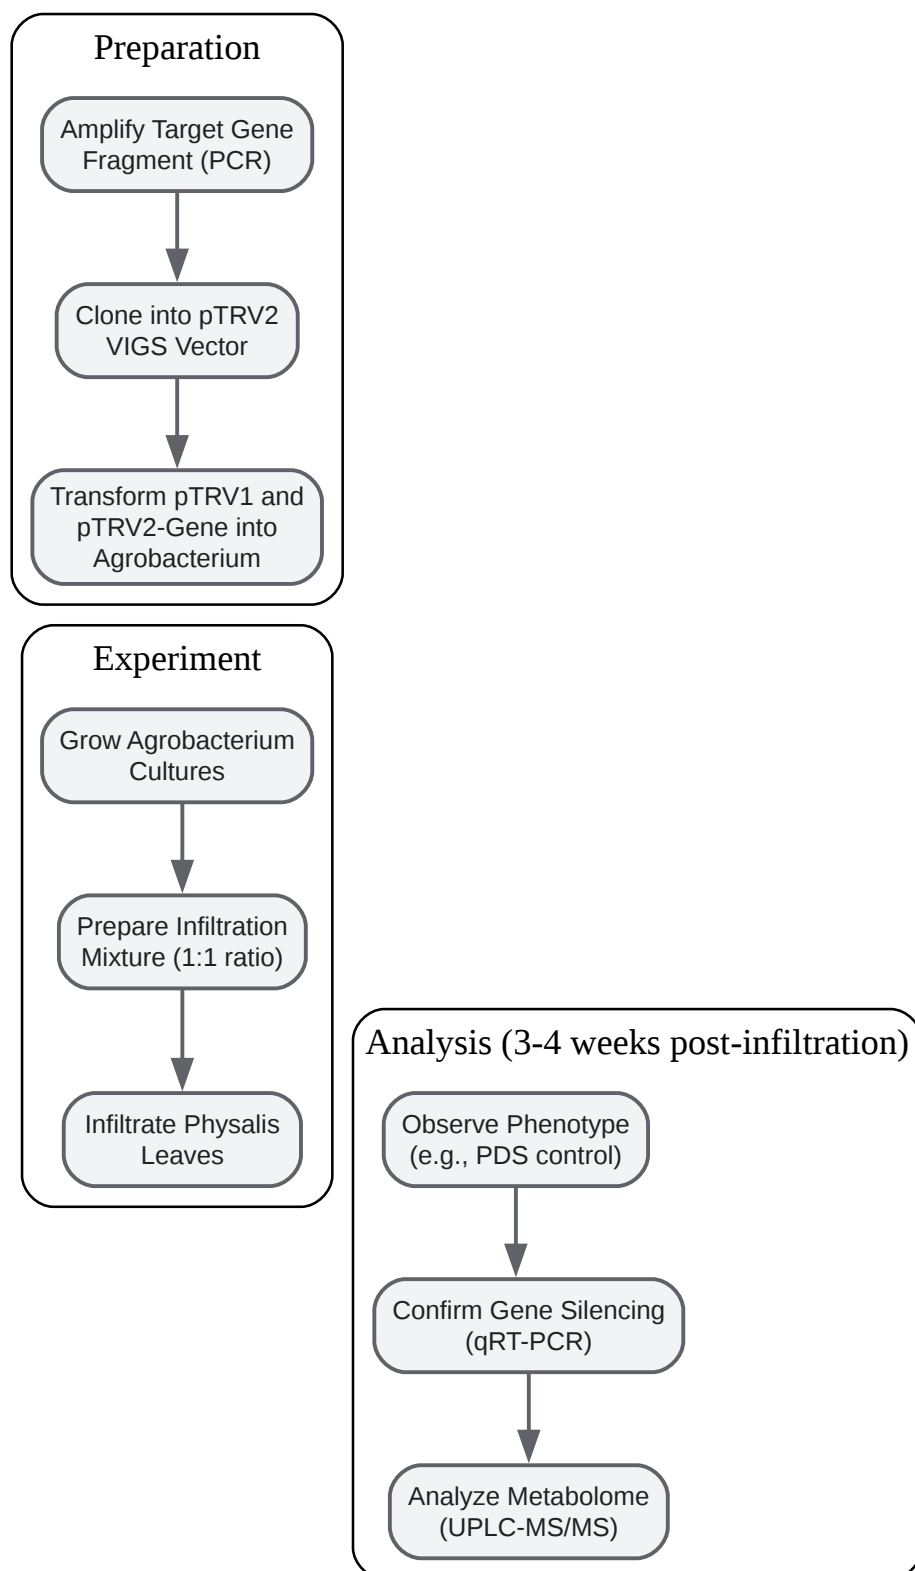 Preparation
Amplify Target Gene
Fragment (PCR)
Clone into pTRV2
VIGS Vector
Transform pTRV1 and
pTRV2-Gene into
Agrobacterium
Experiment
Grow Agrobacterium
Cultures
Prepare Infiltration
Mixture (1:1 ratio)
Infiltrate Physalis
Leaves
Analysis (3-4 weeks post-infiltration)
Observe Phenotype
(e.g., PDS control)
Confirm Gene Silencing
(qRT-PCR)
Analyze Metabolome
(UPLC-MS/MS)